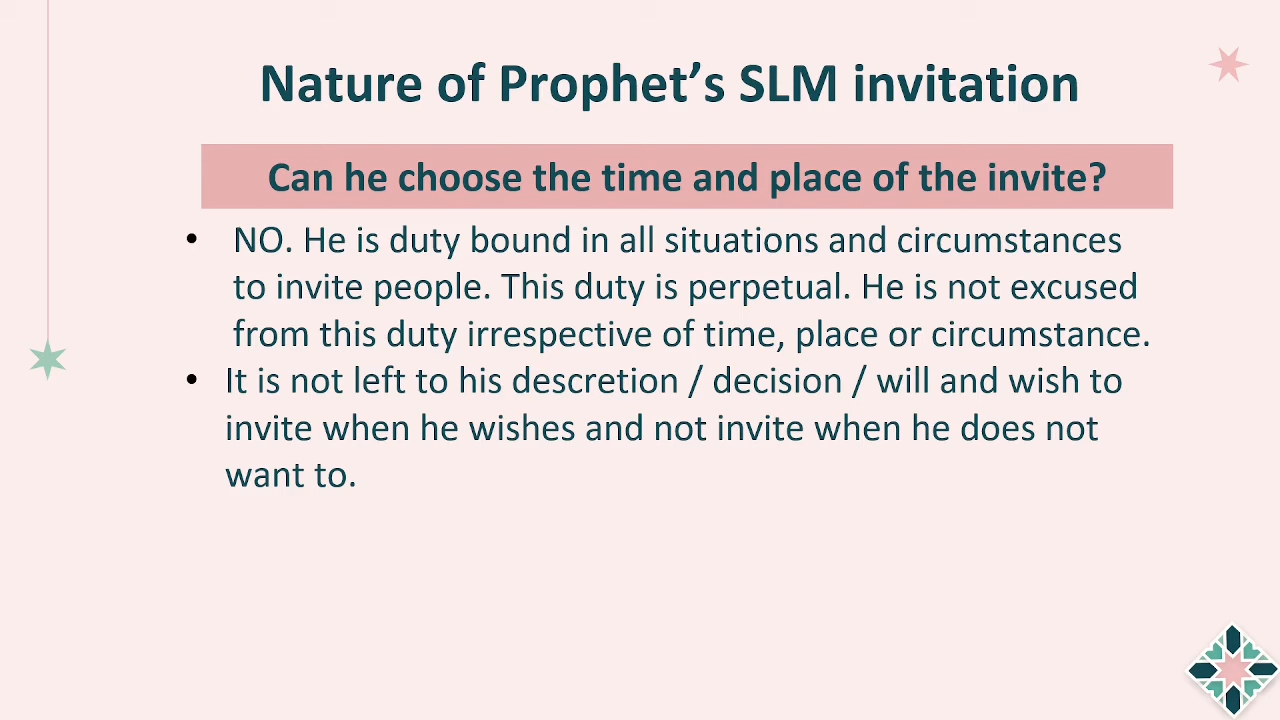 Nature of Prophet’s SLM invitation
Can he choose the time and place of the invite?
• NO. He is duty bound in all situations and circumstances
to invite people. This duty is perpetual. He is not excused
from this duty irrespective of time, place or circumstance.
• It is not left to his descretion / decision / will and wish to
invite when he wishes and not invite when he does not
want to.